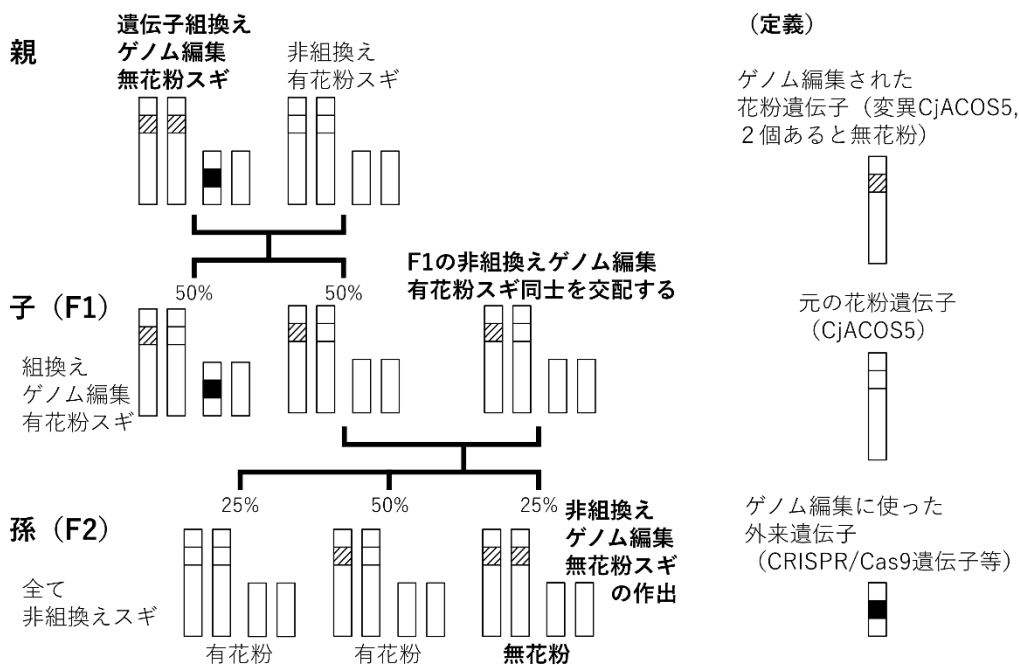 親
遺伝子組換え
ゲノム編集
無花粉スギ
非組換え
有花粉スギ
50%
50%
F1の非組換えゲノム編集
有花粉スギ同士を交配する
子（F1）
組換え
ゲノム編集
有花粉スギ
25%
50%
25%
孫（F2）
全て
非組換えスギ
非組換え
ゲノム編集
無花粉スギ
の作出
有花粉
有花粉
無花粉
（定義）
ゲノム編集された
花粉遺伝子（変異CjACOS5,
２個あると無花粉）
元の花粉遺伝子
（CjACOS5）
ゲノム編集に使った
外来遺伝子
（CRISPR/Cas9遺伝子等）